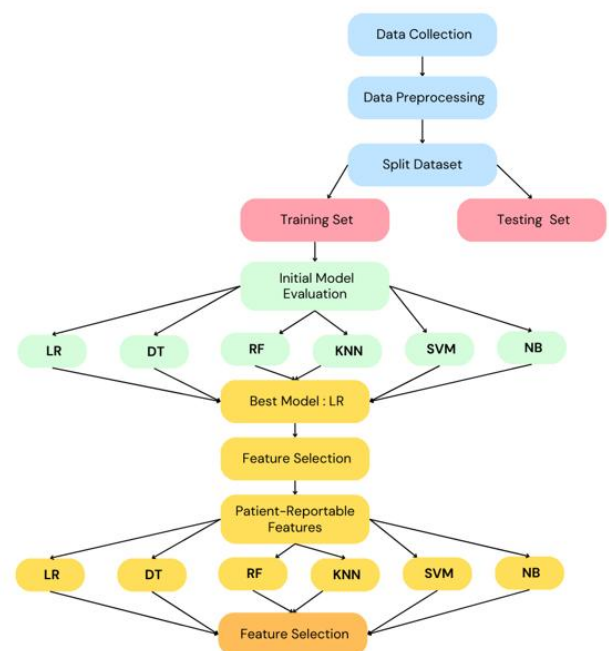 Data Collection
Data Preprocessing
Split Dataset
Training Set
Testing Set
Initial Model
Evaluation
LR
DT
RF
KNN
SVM
NB
Best Model : LR
Feature Selection
Patient-Reportable
Features
LR
DT
RF
KNN
SVM
NB
Feature Selection